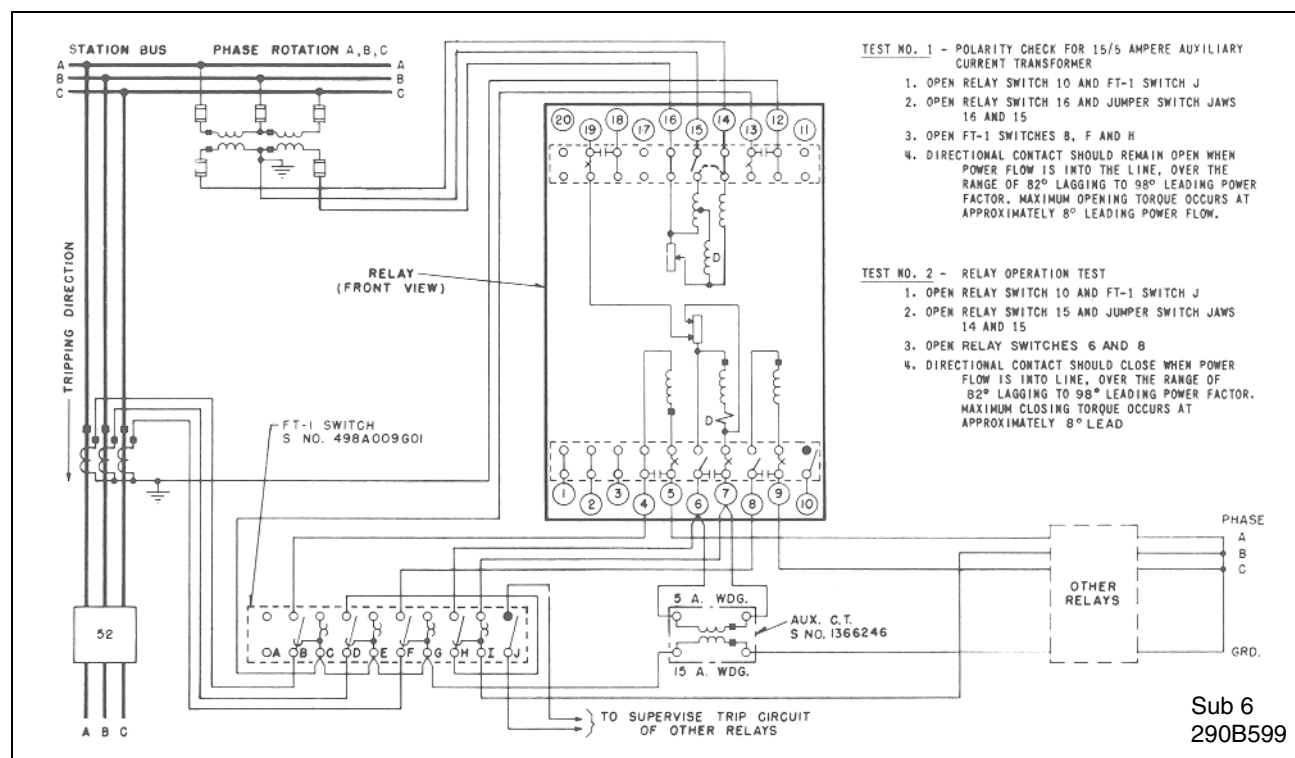 STATION BUS
PHASE ROTATION A, B, C
A
B
C
A
B
C
TEST NO. 1 - POLARITY CHECK FOR 15/5 AMPERE AUXILIARY
CURRENT TRANSFORMER
1. OPEN RELAY SWITCH 10 AND FT-1 SWITCH J
2. OPEN RELAY SWITCH 16 AND JUMPER SWITCH JAWS
16 AND 15
3. OPEN FT-1 SWITCHES B, F AND H
4. DIRECTIONAL CONTACT SHOULD REMAIN OPEN WHEN
POWER FLOW IS INTO THE LINE, OVER THE
RANGE OF 82° LAGGING TO 98° LEADING POWER
FACTOR. MAXIMUM OPENING TORQUE OCCURS AT
APPROXIMATELY 8° LEADING POWER FLOW.
20
19
18
17
16
15
14
13
12
11
D
RELAY
(FRONT VIEW)
TEST NO. 2 - RELAY OPERATION TEST
1. OPEN RELAY SWITCH 10 AND FT-1 SWITCH J
2. OPEN RELAY SWITCH 15 AND JUMPER SWITCH JAWS
14 AND 15
3. OPEN RELAY SWITCHES 6 AND 8
4. DIRECTIONAL CONTACT SHOULD CLOSE WHEN POWER
FLOW IS INTO LINE, OVER THE RANGE OF
82° LAGGING TO 98° LEADING POWER FACTOR.
MAXIMUM CLOSING TORQUE OCCURS AT
APPROXIMATELY 8° LEAD
TRIPPING DIRECTION
D
FT-1 SWITCH
S NO. 498A009G01
1
2
3
4
5
6
7
8
9
10
PHASE
A
B
C
OTHER
RELAYS
GRD.
5 A. WDG.
AUX. C.T.
S NO. 1366246
15 A. WDG.
52
A
B
C
D
E
F
G
H
I
J
TO SUPERVISE TRIP CIRCUIT
OF OTHER RELAYS
A B C
Sub 6
290B599